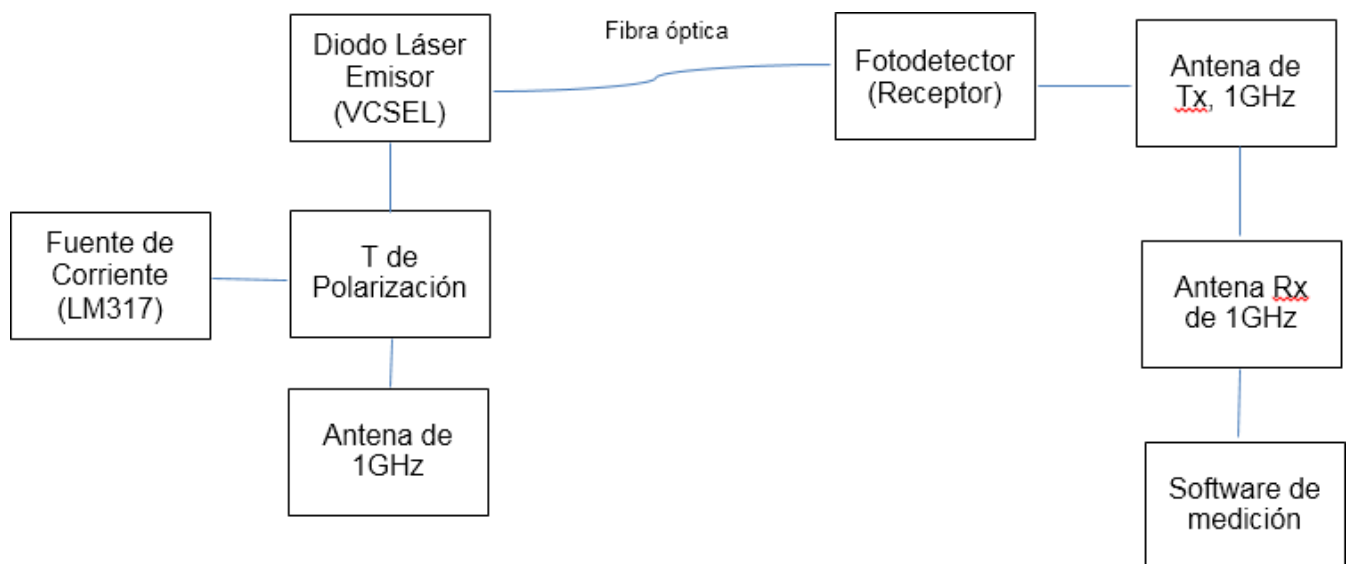 Diodo Láser
Emisor
(VCSEL)
Fibra óptica
Fotodetector
(Receptor)
Antena de
Tx, 1GHz
Fuente de
Corriente
(LM317)
T de
Polarización
Antena Rx
de 1GHz
Antena de
1GHz
Software de
medición